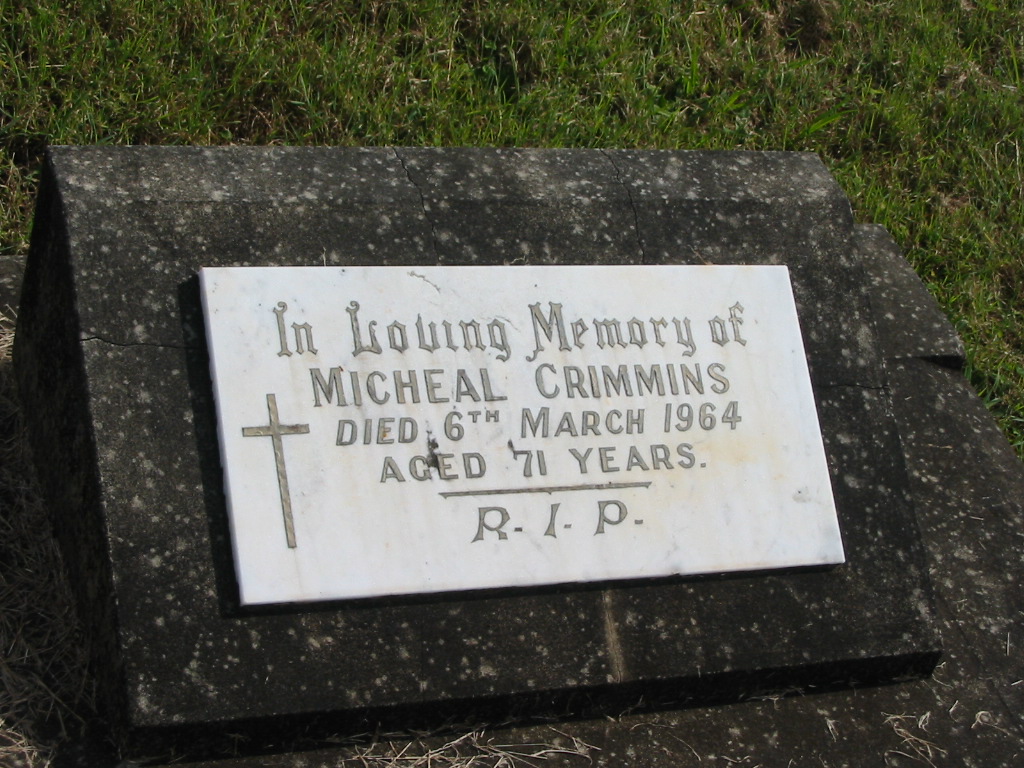 In Loving Memory of
MICHEAL CRIMMINS
DIED 6TH MARCH 1964
AGED 71 YEARS.
R. I. P.